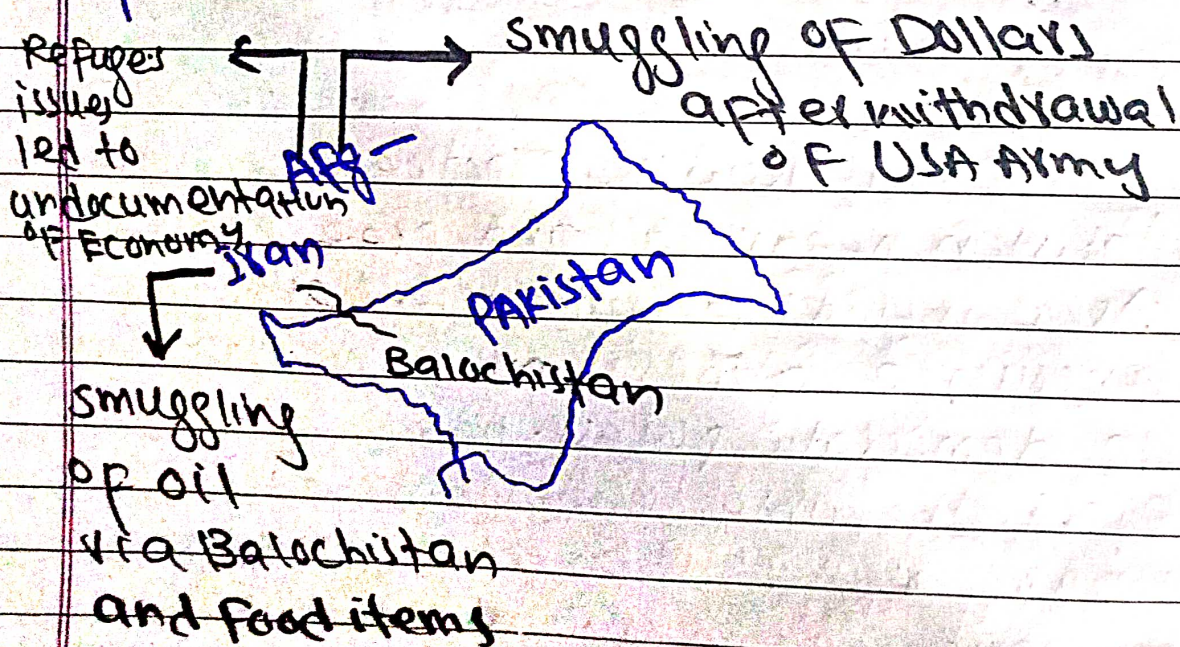 smuggling of Dollars
after withdrawal
of USA Army
Refuges
issues
led to
undocumentation
of Economy
Afg
Iran
PAKistan
Balochistan
smuggling
of oil
via Balochistan
and food items